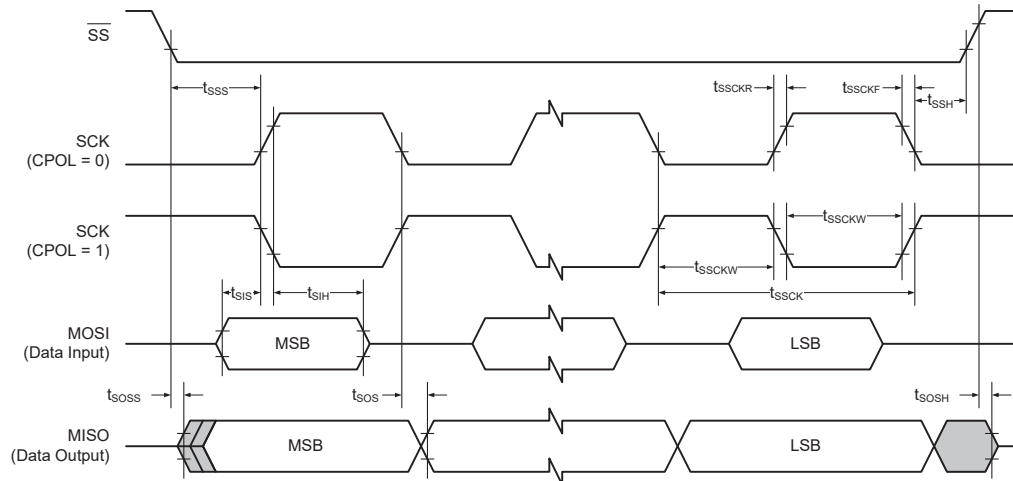 SS
tSSS
tSSCKR
tSSCKF
tSSH
SCK
(CPOL = 0)
SCK
(CPOL = 1)
tSSCKW
tSSCKW
tSIS
tSIH
tSSCK
MOSI
(Data Input)
MSB
LSB
tSOSS
tSOS
tSOSH
MISO
(Data Output)
MSB
LSB